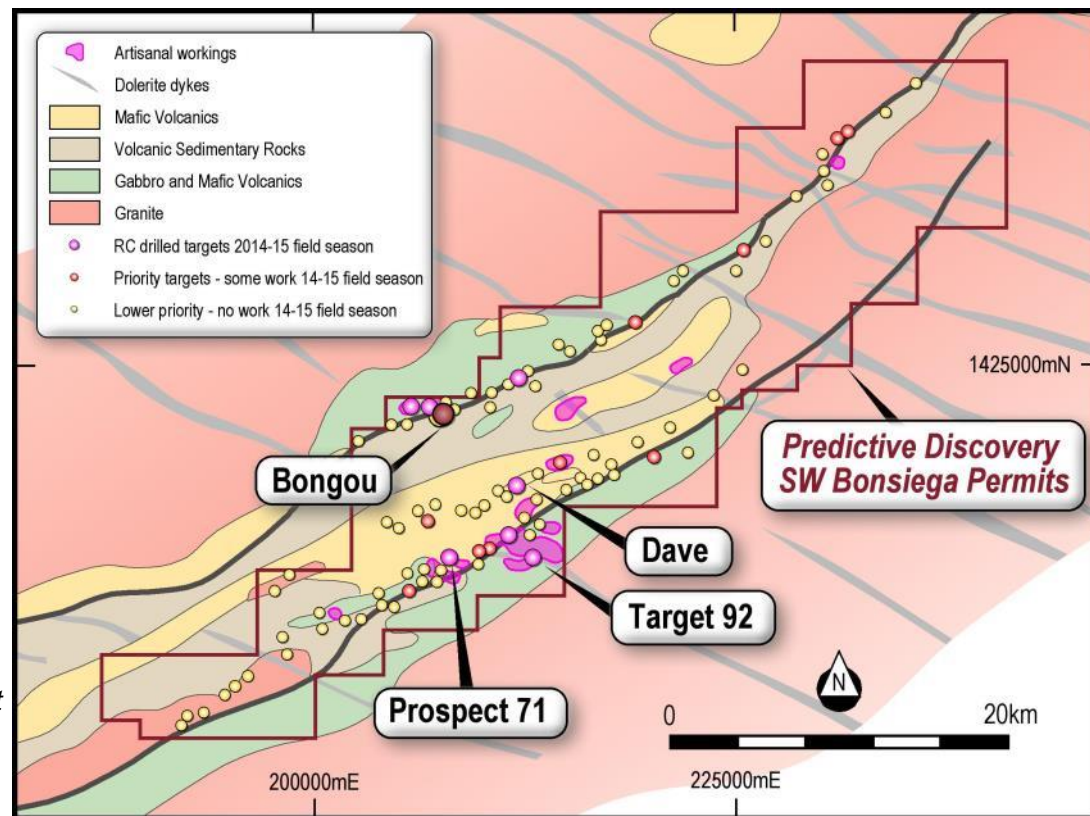 Artisanal workings
Dolerite dykes
Mafic Volcanics
Volcanic Sedimentary Rocks
Gabbro and Mafic Volcanics
Granite
RC drilled targets 2014-15 field season
Priority targets - some work 14-15 field season
Lower priority - no work 14-15 field season
1425000mN
Predictive Discovery
SW Bonsiega Permits
Bongou
Dave
Target 92
Prospect 71
N
0
20km
200000mE
225000mE
t